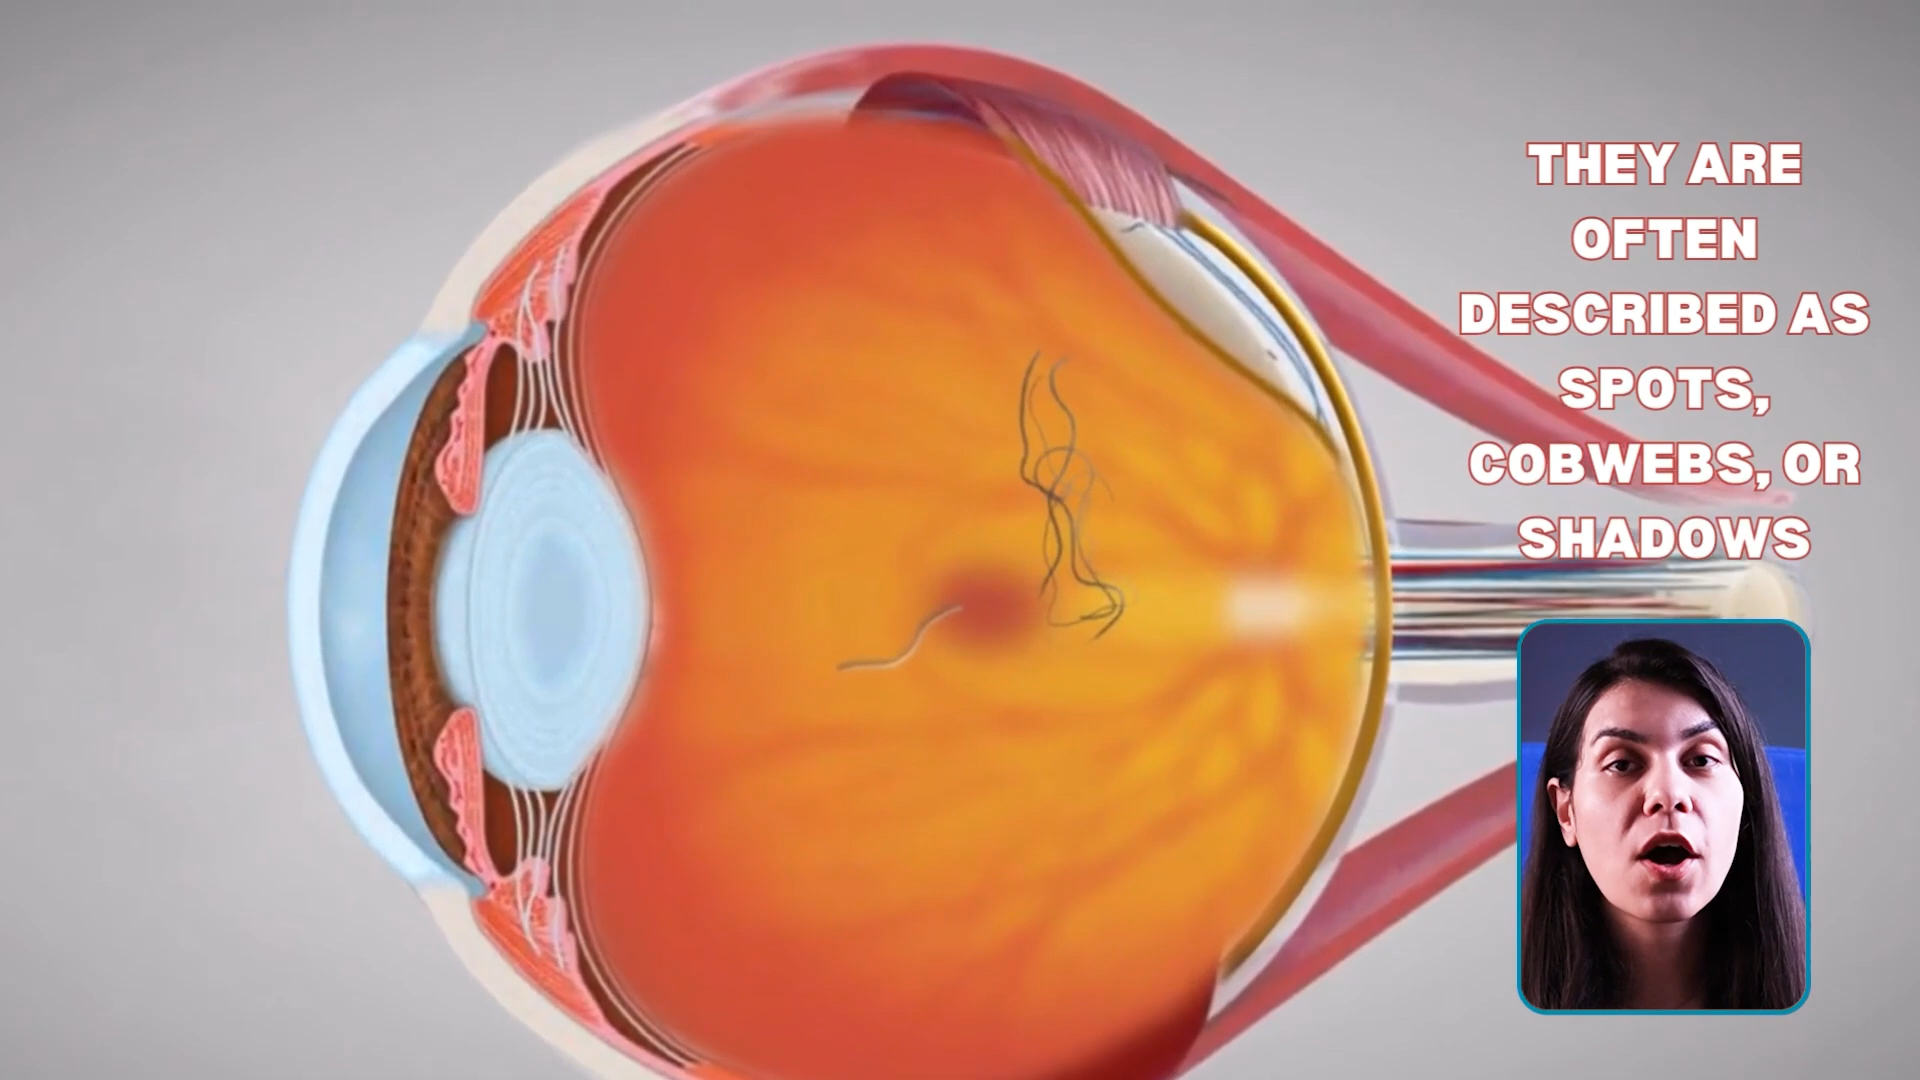 THEY ARE
OFTEN
DESCRIBED AS
SPOTS,
COBWEBS, OR
SHADOWS